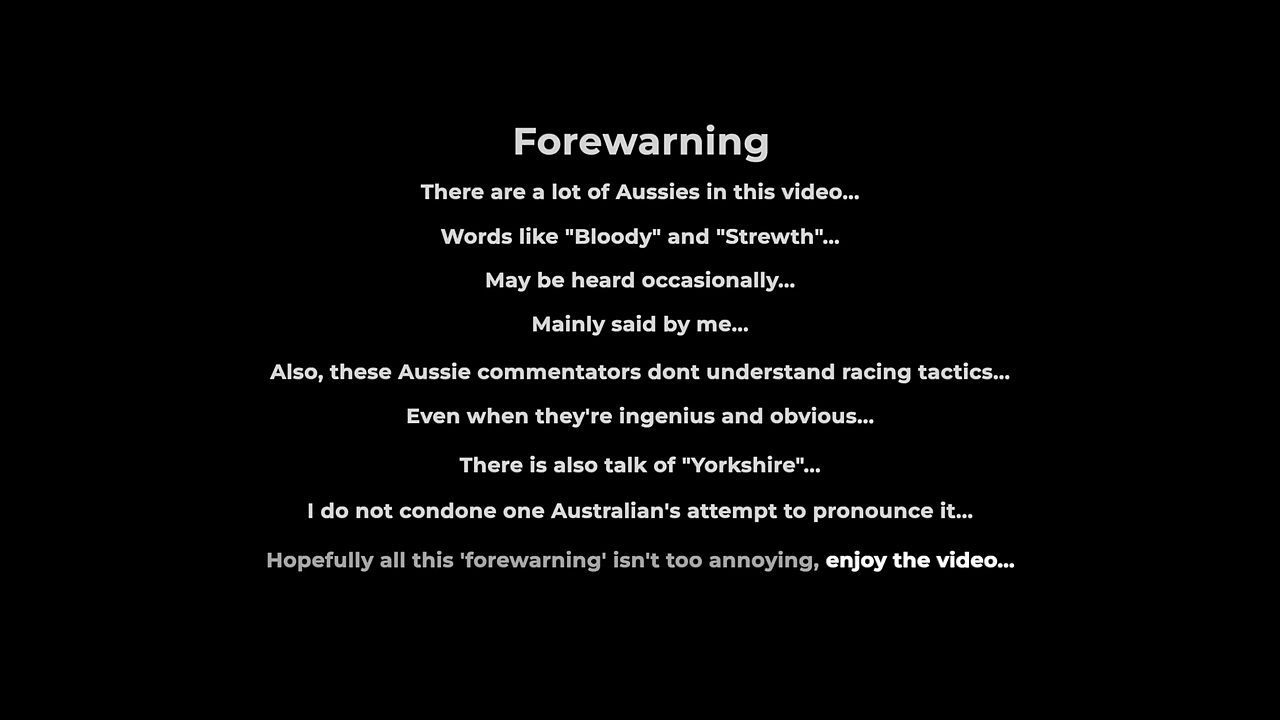 Forewarning
There are a lot of Aussies in this video...
Words like "Bloody" and "Strewth"...
May be heard occasionally...
Mainly said by me...
Also, these Aussie commentators dont understand racing tactics...
Even when they're ingenius and obvious...
There is also talk of "Yorkshire"...
I do not condone one Australian's attempt to pronounce it...
Hopefully all this 'forewarning' isn't too annoying, enjoy the video...